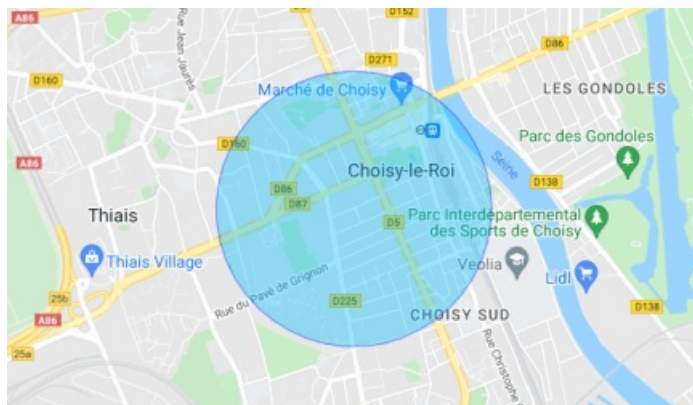 A86
D152
Rue Jean Jaurès
D86
D271
D160
Marché de Choisy
LES GONDOLES
D160
Parc des Gondoles
A86
Choisy-le-Roi
Seine
D138
D86
D87
Thiais
D5
Parc Interdépartemental
des Sports de Choisy
Thiais Village
Veolia
Lidl
Rue du Pavé de Grignon
25b
D225
D138
A86
CHOISY SUD
25a
Rue Christophe C